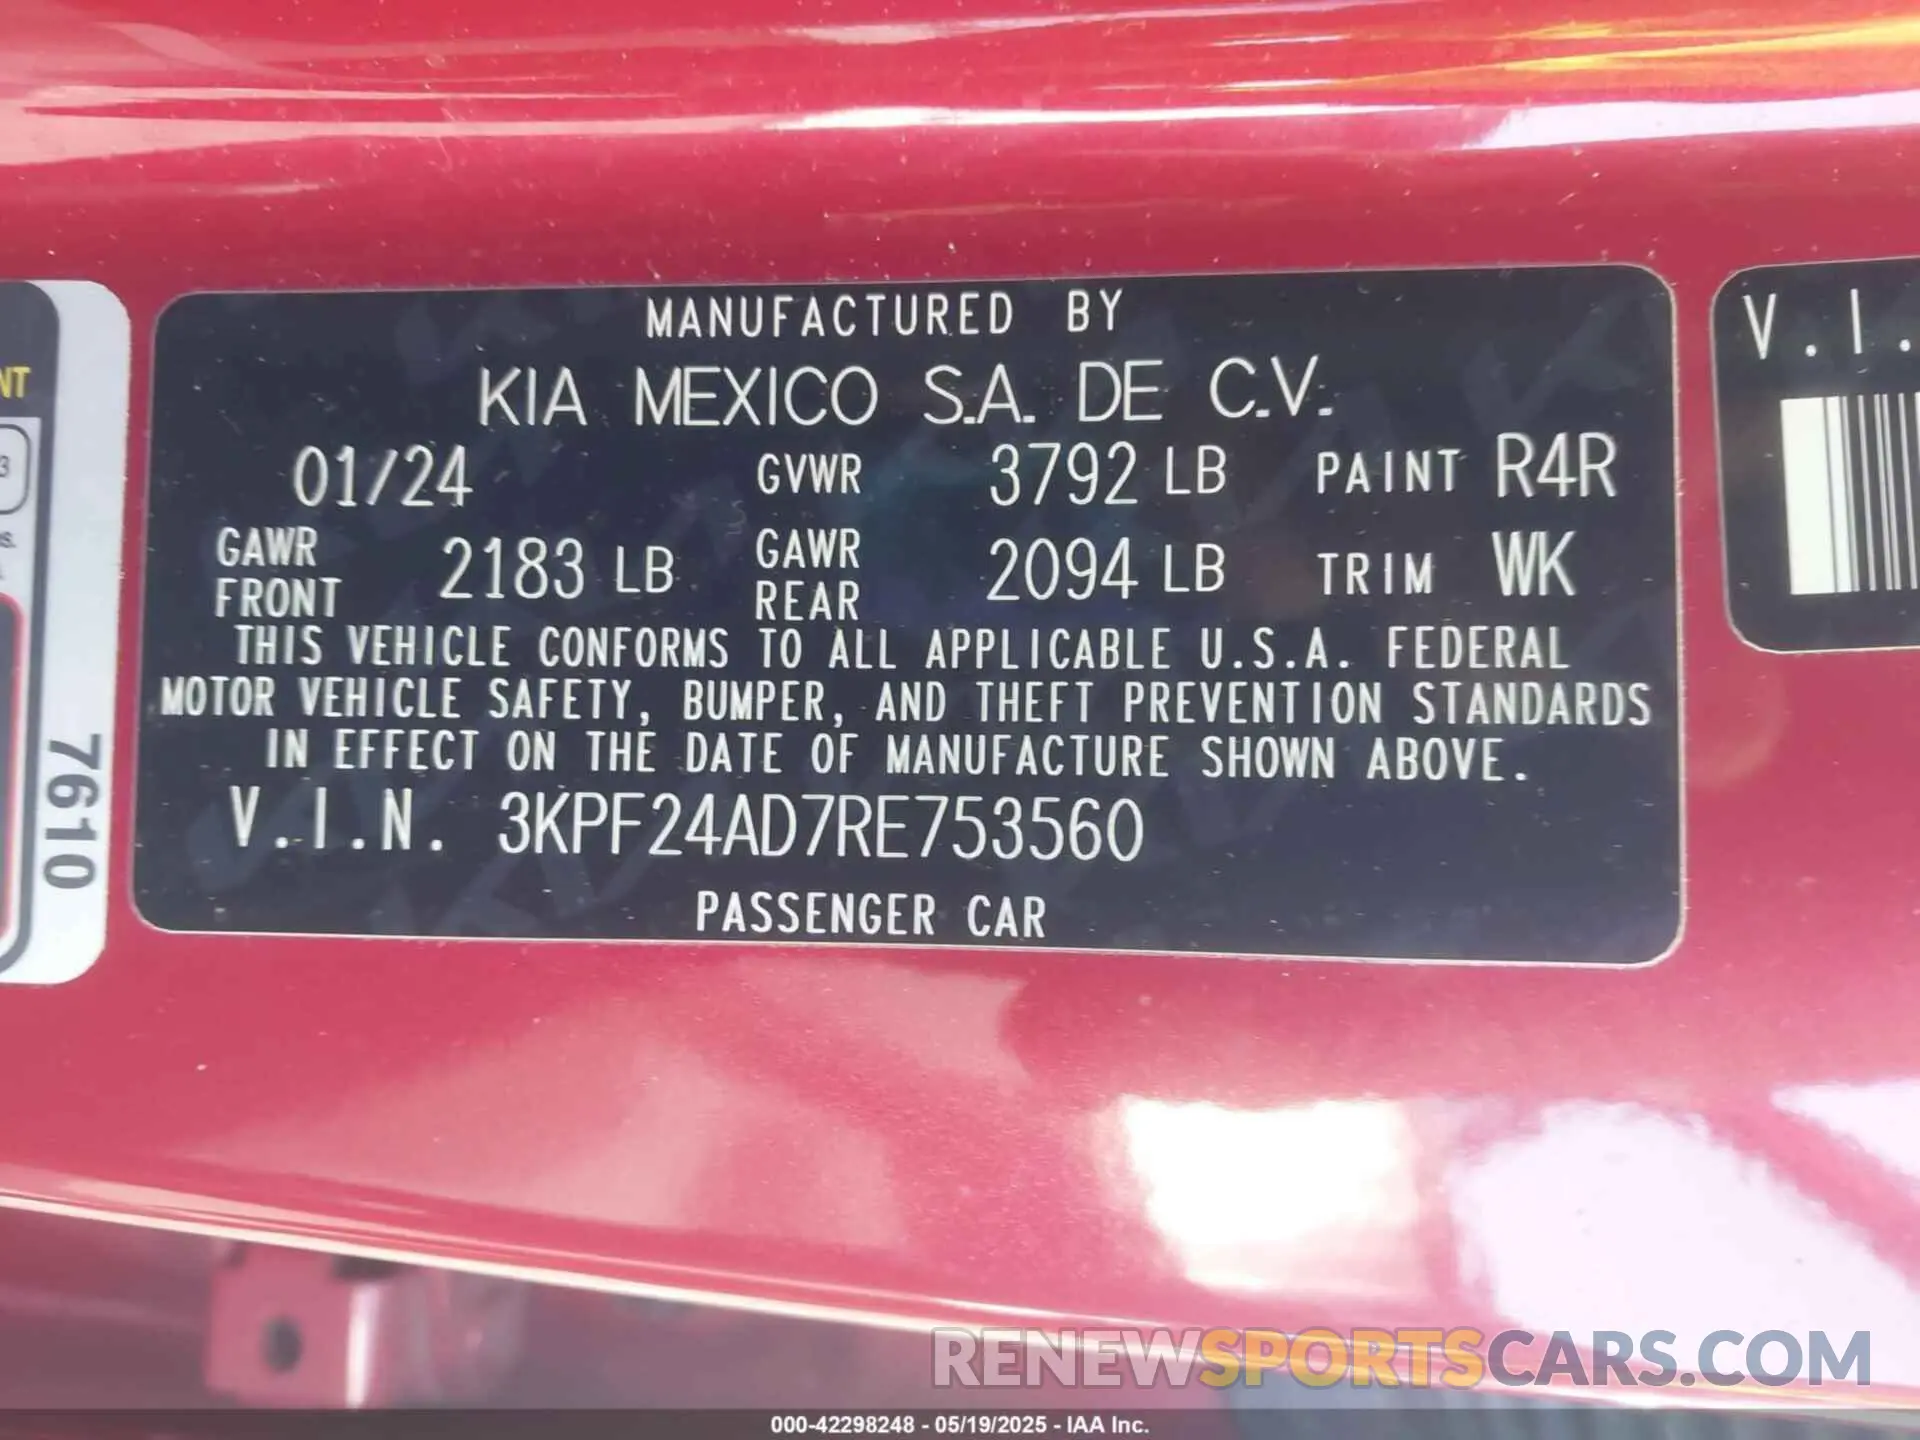 MANUFACTURED BY
KIA MEXICO S.A. DE C.V.
01/24 GVWR 3792 LB PAINT R4R
GAWR FRONT 2183 LB GAWR REAR 2094 LB TRIM WK
THIS VEHICLE CONFORMS TO ALL APPLICABLE U.S.A. FEDERAL
MOTOR VEHICLE SAFETY, BUMPER, AND THEFT PREVENTION STANDARDS
IN EFFECT ON THE DATE OF MANUFACTURE SHOWN ABOVE.
V.I.N. 3KPF24AD7RE753560
PASSENGER CAR
NT
3
7610
V.I.
RENEWSPORTSCARS.COM
000-42298248 - 05/19/2025 - IAA Inc.